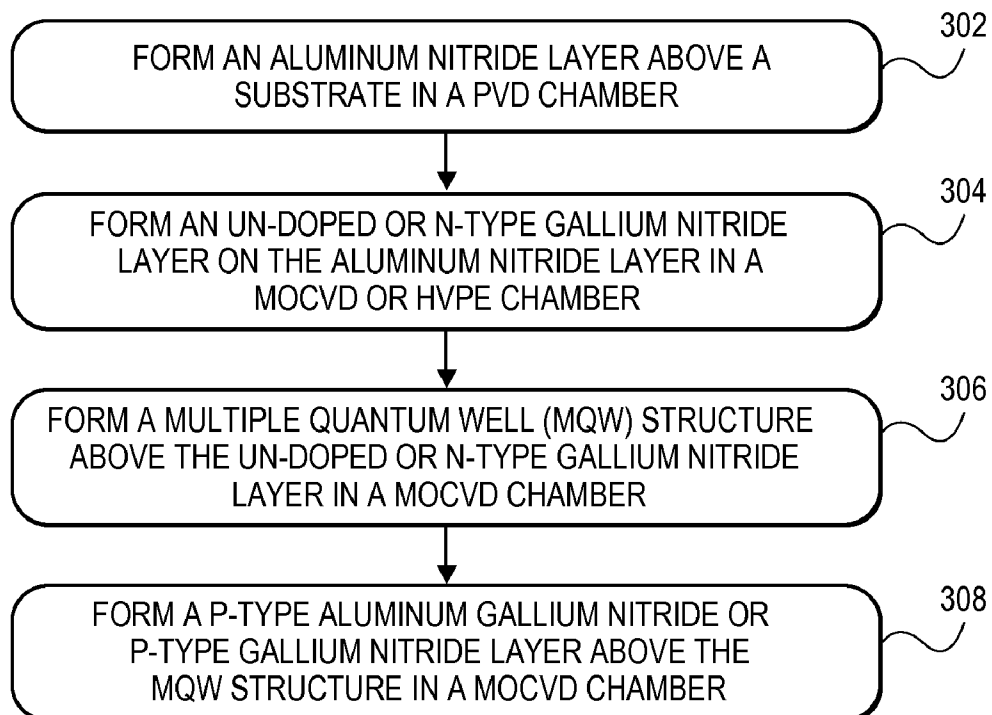 302
FORM AN ALUMINUM NITRIDE LAYER ABOVE A
SUBSTRATE IN A PVD CHAMBER
304
FORM AN UN-DOPED OR N-TYPE GALLIUM NITRIDE
LAYER ON THE ALUMINUM NITRIDE LAYER IN A
MOCVD OR HVPE CHAMBER
306
FORM A MULTIPLE QUANTUM WELL (MQW) STRUCTURE
ABOVE THE UN-DOPED OR N-TYPE GALLIUM NITRIDE
LAYER IN A MOCVD CHAMBER
308
FORM A P-TYPE ALUMINUM GALLIUM NITRIDE OR
P-TYPE GALLIUM NITRIDE LAYER ABOVE THE
MQW STRUCTURE IN A MOCVD CHAMBER